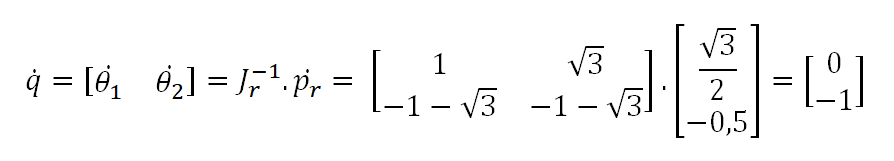 q̇ = [θ̇₁ θ̇₂] = J_r⁻¹.ṗ_r = [1 √3; −1 − √3 −1 − √3] . [√3/2; −0,5] = [0; −1]